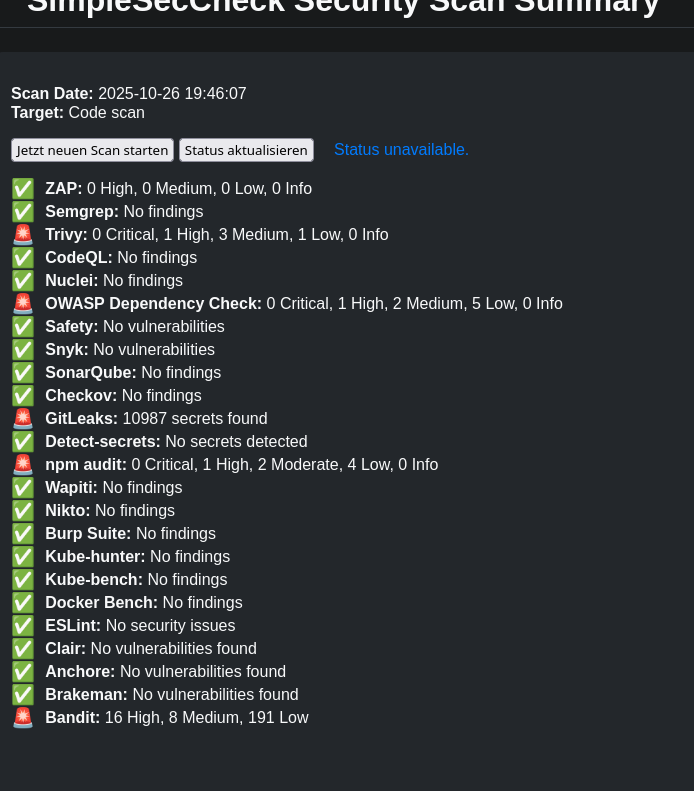 SimpleSecCheck Security Scan Summary
Scan Date: 2025-10-26 19:46:07
Target: Code scan
Jetzt neuen Scan starten Status aktualisieren Status unavailable.
ZAP: 0 High, 0 Medium, 0 Low, 0 Info
Semgrep: No findings
Trivy: 0 Critical, 1 High, 3 Medium, 1 Low, 0 Info
CodeQL: No findings
Nuclei: No findings
OWASP Dependency Check: 0 Critical, 1 High, 2 Medium, 5 Low, 0 Info
Safety: No vulnerabilities
Snyk: No vulnerabilities
SonarQube: No findings
Checkov: No findings
GitLeaks: 10987 secrets found
Detect-secrets: No secrets detected
npm audit: 0 Critical, 1 High, 2 Moderate, 4 Low, 0 Info
Wapiti: No findings
Nikto: No findings
Burp Suite: No findings
Kube-hunter: No findings
Kube-bench: No findings
Docker Bench: No findings
ESLint: No security issues
Clair: No vulnerabilities found
Anchore: No vulnerabilities found
Brakeman: No vulnerabilities found
Bandit: 16 High, 8 Medium, 191 Low